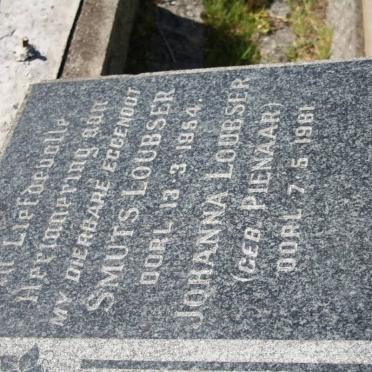 In Liefdevolle
Herinnering aan
MY DIERBARE EGGENOOT
SMUTS LOUBSER
OORL 13·3·1964.
JOHANNA LOUBSER
(GEB. PIENAAR)
OORL 7.5.1981.